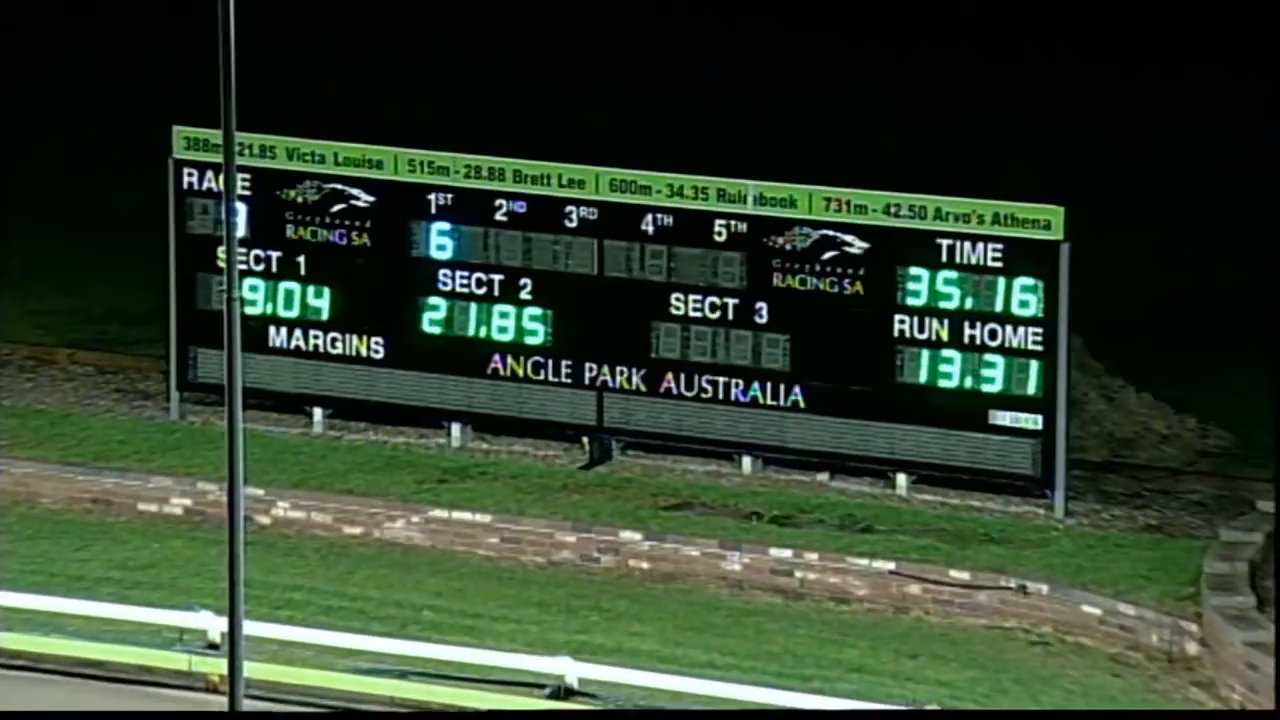 388m 21.85 Victa Louise | 515m - 28.88 Brett Lee | 600m - 34.35 Rulebook | 731m - 42.50 Arvo's Athena
RACE
Greyhound
RACING SA
1ST 2ND 3RD 4TH 5TH
6
Greyhound
RACING SA
TIME
35.16
SECT 1
9.04
SECT 2
21.85
SECT 3
RUN HOME
13.31
MARGINS
ANGLE PARK AUSTRALIA